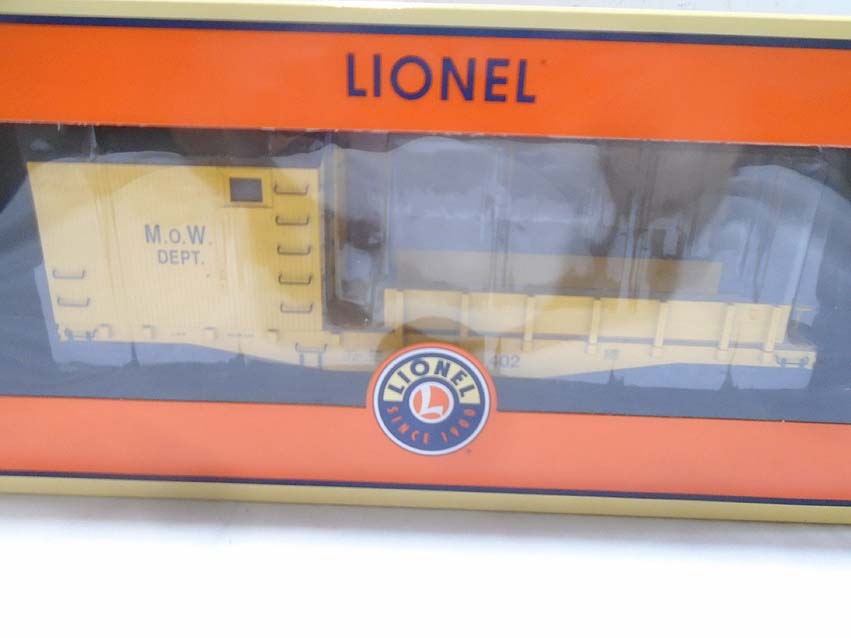 LIONEL
M.O.W.
DEPT.
402
LIONEL
L
SINCE 1900